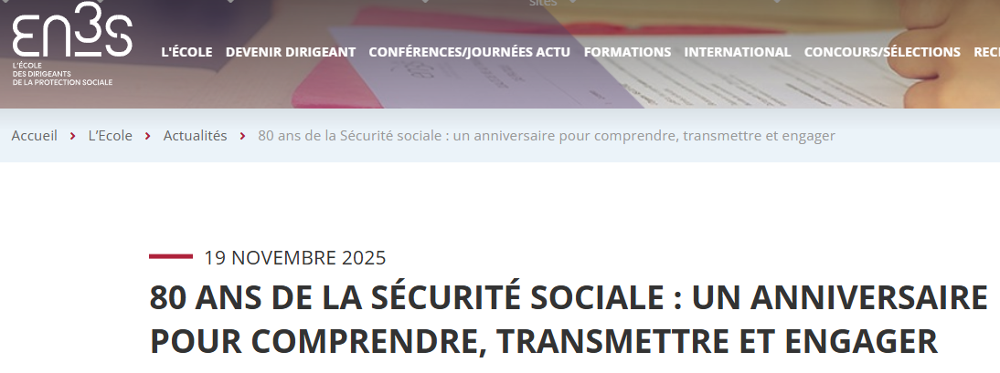 sites
EN3S
L'ÉCOLE
DES DIRIGEANTS
DE LA PROTECTION SOCIALE
L'ÉCOLE DEVENIR DIRIGEANT CONFÉRENCES/JOURNÉES ACTU FORMATIONS INTERNATIONAL CONCOURS/SÉLECTIONS
Accueil > L'Ecole > Actualités > 80 ans de la Sécurité sociale : un anniversaire pour comprendre, transmettre et engager
19 NOVEMBRE 2025
80 ANS DE LA SÉCURITÉ SOCIALE : UN ANNIVERSAIRE
POUR COMPRENDRE, TRANSMETTRE ET ENGAGER